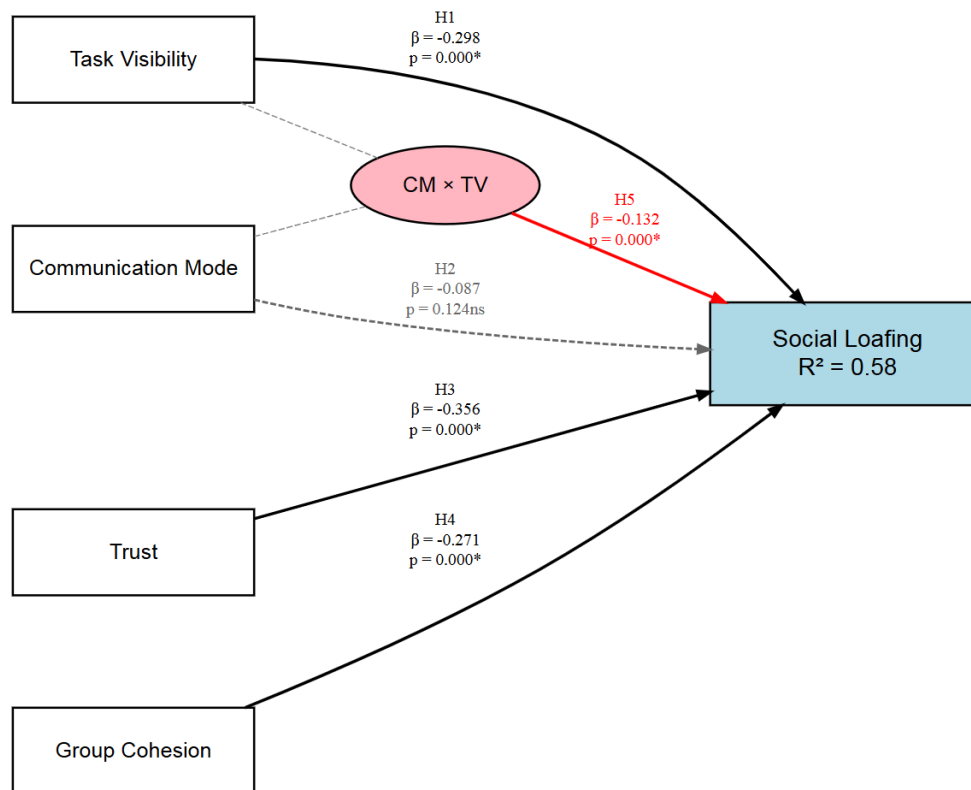 H1
β = -0.298
p = 0.000*
Task Visibility
CM × TV
H5
β = -0.132
p = 0.000*
Communication Mode
H2
β = -0.087
p = 0.124ns
Social Loafing
R² = 0.58
H3
β = -0.356
p = 0.000*
Trust
H4
β = -0.271
p = 0.000*
Group Cohesion